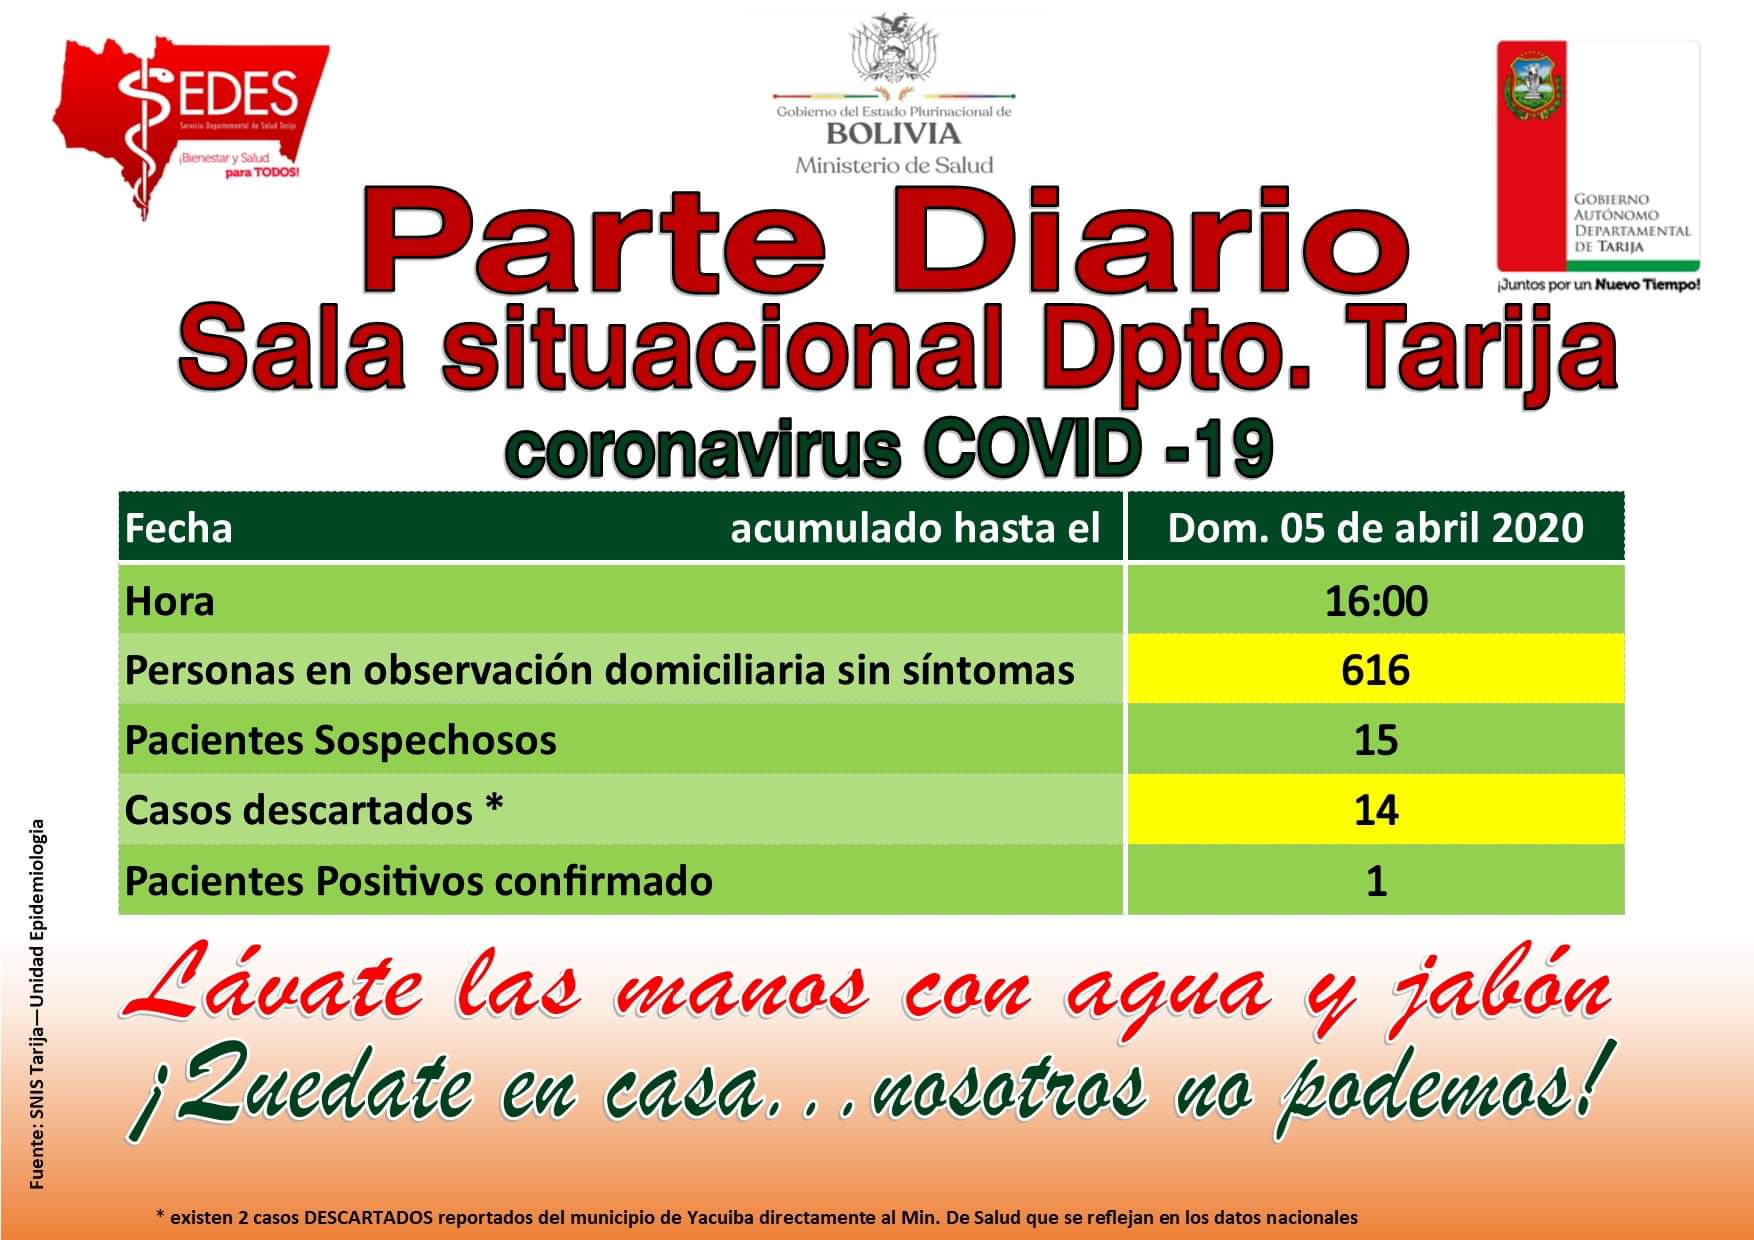 SEDES
Servicio Departamental de Salud Tarija
¡Bienestar y Salud
para TODOS!
Gobierno del Estado Plurinacional de
BOLIVIA
Ministerio de Salud
GOBIERNO
AUTÓNOMO
DEPARTAMENTAL
DE TARIJA
¡Juntos por un Nuevo Tiempo!
Parte Diario
Sala situacional Dpto. Tarija
coronavirus COVID -19
Fecha acumulado hasta el Dom. 05 de abril 2020
Hora 16:00
Personas en observación domiciliaria sin síntomas 616
Pacientes Sospechosos 15
Casos descartados * 14
Pacientes Positivos confirmado 1
Lávate las manos con agua y jabón
¡Quedate en casa...nosotros no podemos!
Fuente: SNIS Tarija—Unidad Epidemiologia
* existen 2 casos DESCARTADOS reportados del municipio de Yacuiba directamente al Min. De Salud que se reflejan en los datos nacionales